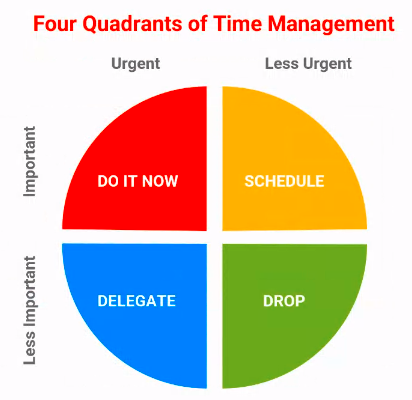 Four Quadrants of Time Management
Urgent
Less Urgent
Important
DO IT NOW
SCHEDULE
Less Important
DELEGATE
DROP